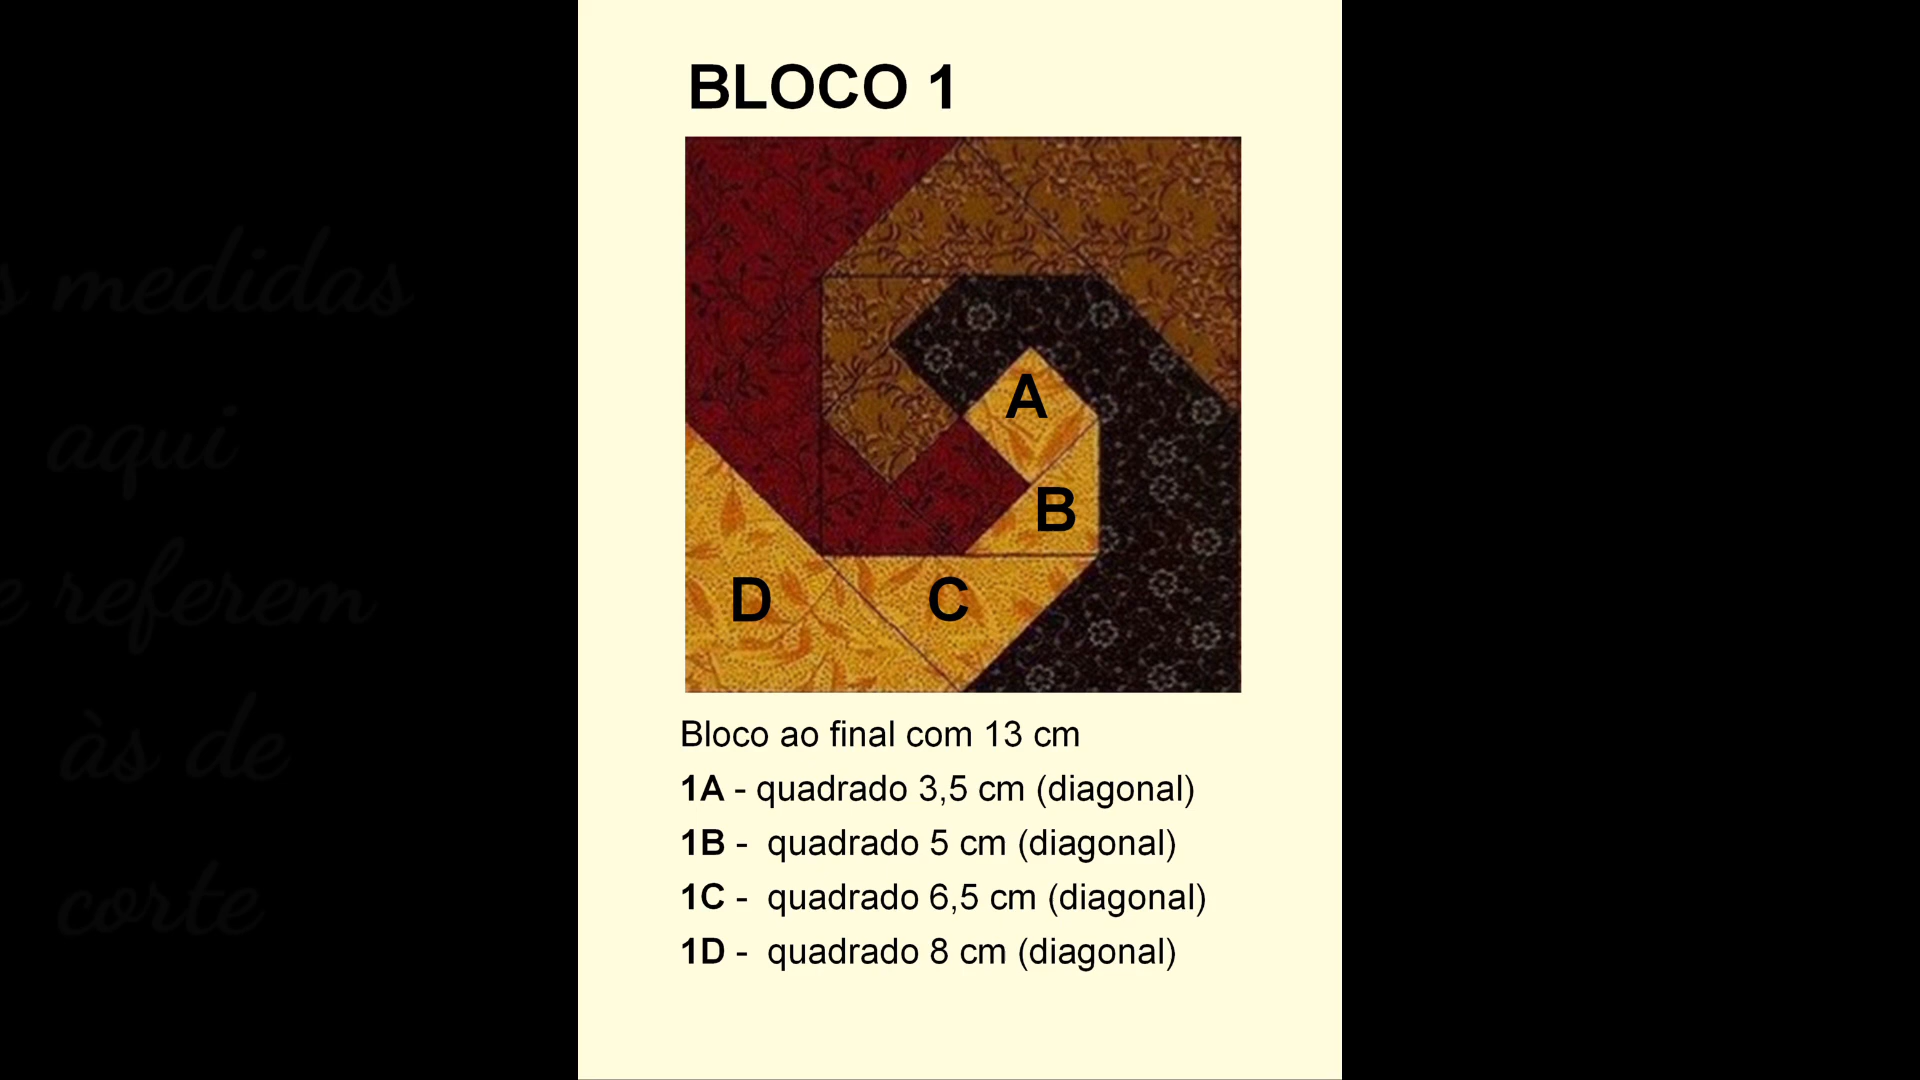 s medidas
aqui
e referem
às de
corte
BLOCO 1
A
B
C
D
Bloco ao final com 13 cm
1A - quadrado 3,5 cm (diagonal)
1B - quadrado 5 cm (diagonal)
1C - quadrado 6,5 cm (diagonal)
1D - quadrado 8 cm (diagonal)